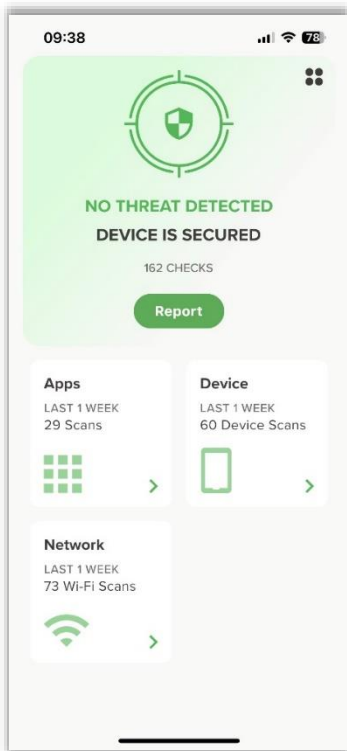 09:38
78
NO THREAT DETECTED
DEVICE IS SECURED
162 CHECKS
Report
Apps
LAST 1 WEEK
29 Scans
Device
LAST 1 WEEK
60 Device Scans
Network
LAST 1 WEEK
73 Wi-Fi Scans